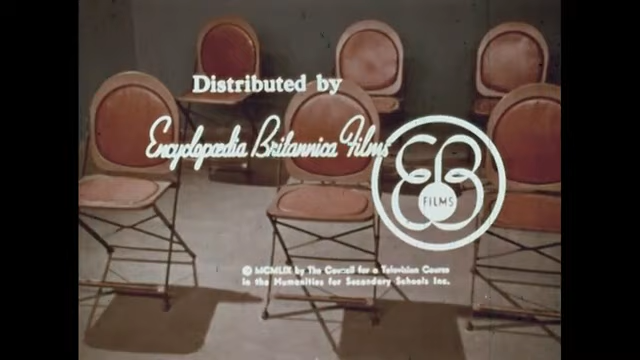 Distributed by
Encyclopædia Britannica Films
EB
FILMS
© MCMLIX by The Council for a Television Course
in the Humanities for Secondary Schools Inc.